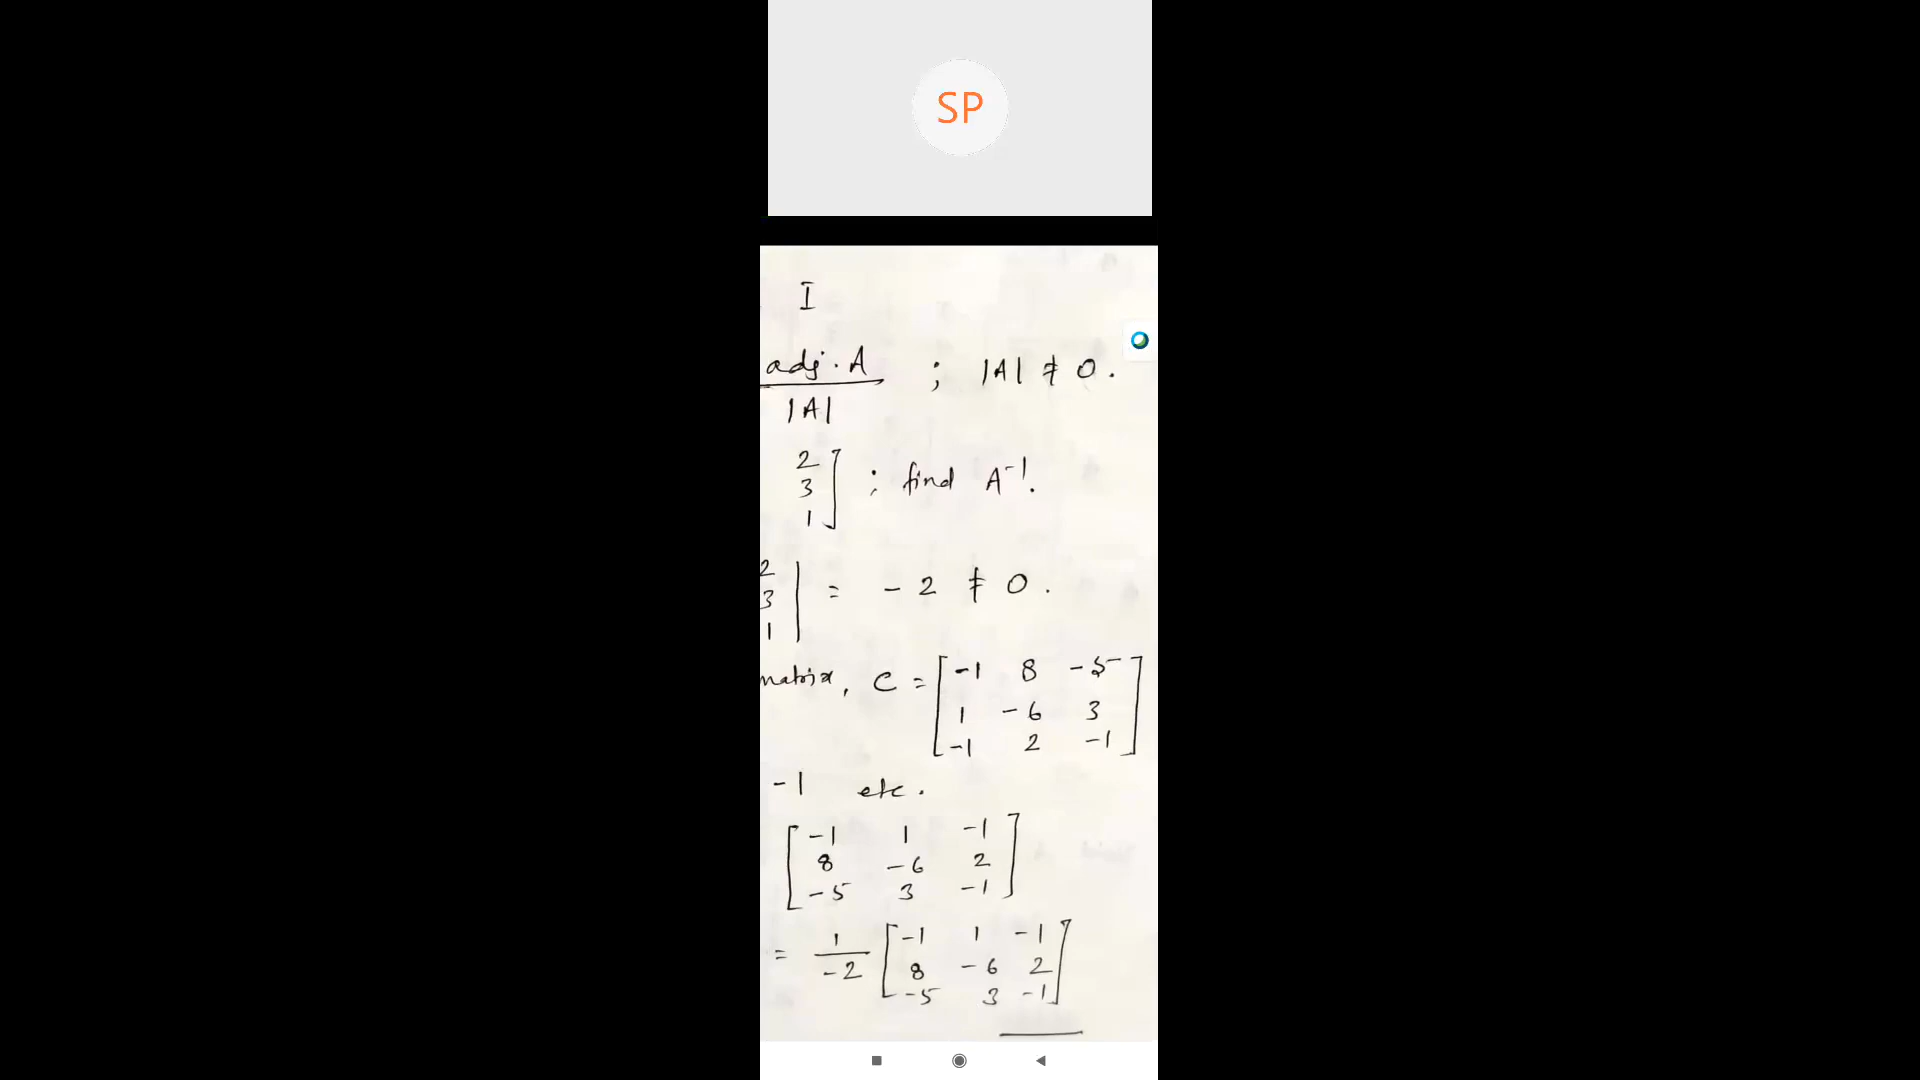 SP
I
adj. A ; |A| ≠ 0.
|A|
2
3 ; find A⁻¹.
1
2
3 = - 2 ≠ 0.
1
matrix, C = [ -1 8 -5
1 -6 3
-1 2 -1 ]
-1 etc.
[ -1 1 -1
8 -6 2
-5 3 -1 ]
= 1/-2 [ -1 1 -1
8 -6 2
-5 3 -1 ]